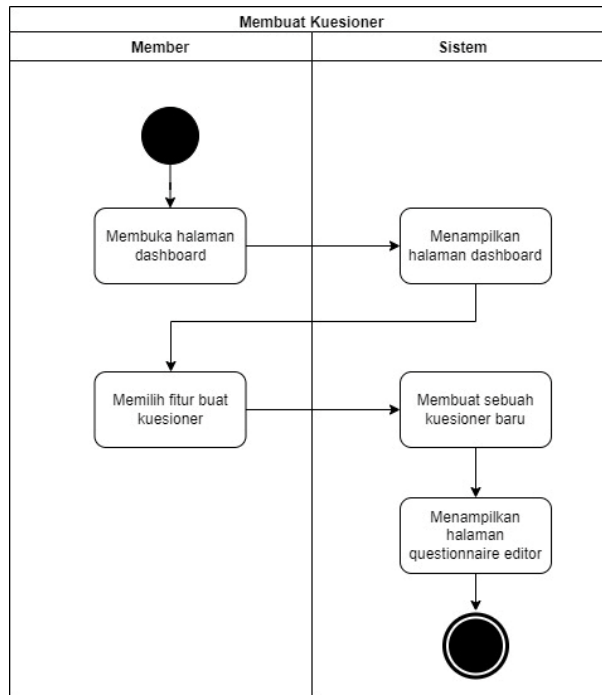 Membuat Kuesioner
Member
Sistem
Membuka halaman
dashboard
Menampilkan
halaman dashboard
Memilih fitur buat
kuesioner
Membuat sebuah
kuesioner baru
Menampilkan
halaman
questionnaire editor